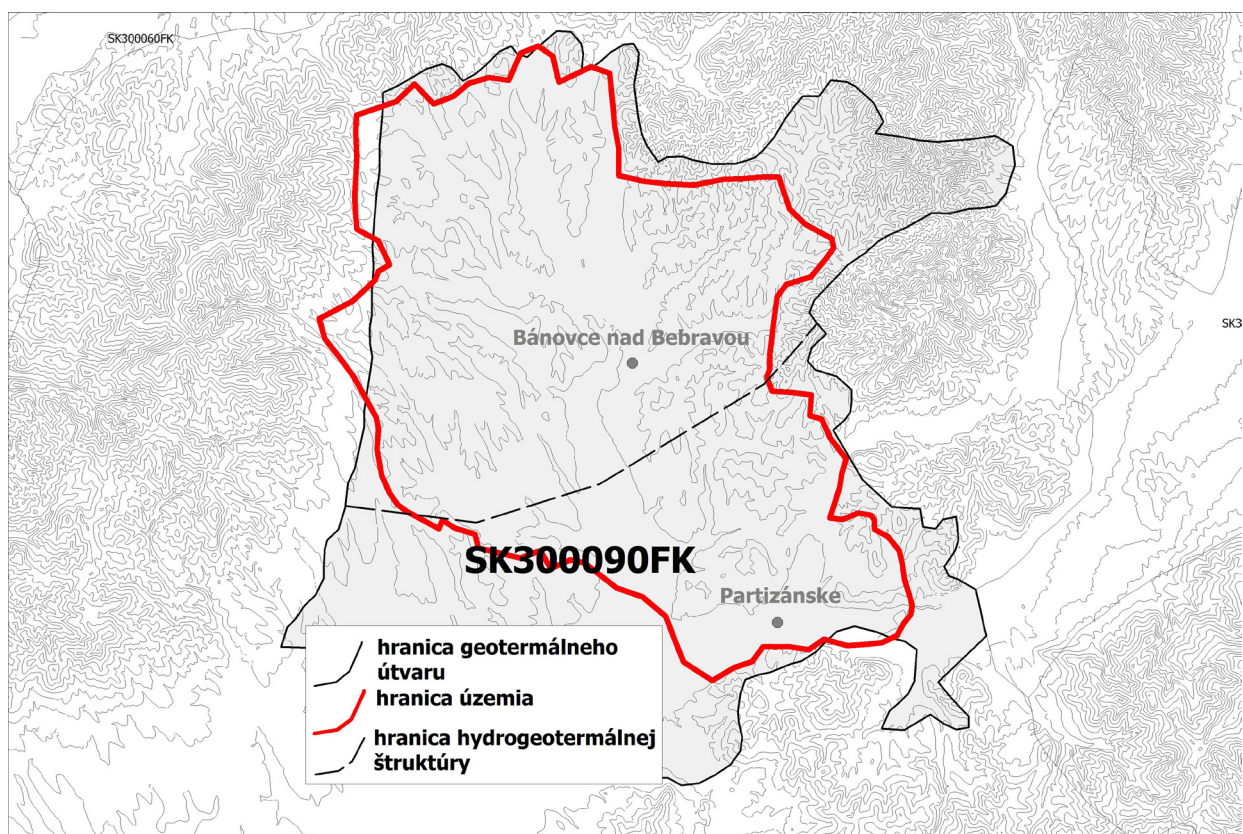 SK300060FK
SK3
Bánovce nad Bebravou
SK300090FK
Partizánske
hranica geotermálneho
útvaru
hranica územia
hranica hydrogeotermálnej
štruktúry